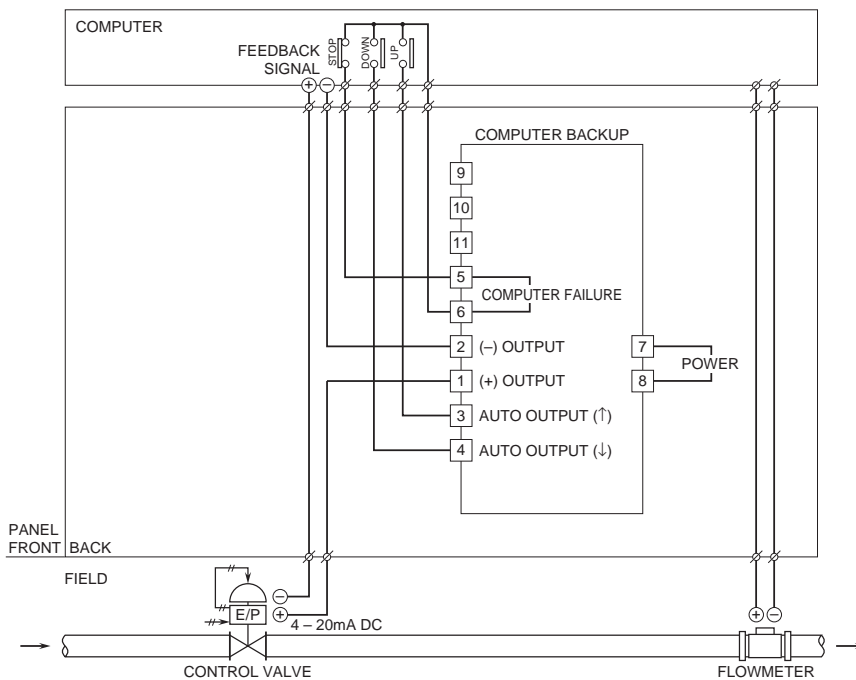 COMPUTER
FEEDBACK
SIGNAL
STOP
DOWN
UP
+ −
COMPUTER BACKUP
9
10
11
5
COMPUTER FAILURE
6
2 (–) OUTPUT
7
POWER
1 (+) OUTPUT
8
3 AUTO OUTPUT (↑)
4 AUTO OUTPUT (↓)
PANEL
FRONT BACK
FIELD
−
E/P + 4 – 20mA DC
+ −
CONTROL VALVE
FLOWMETER